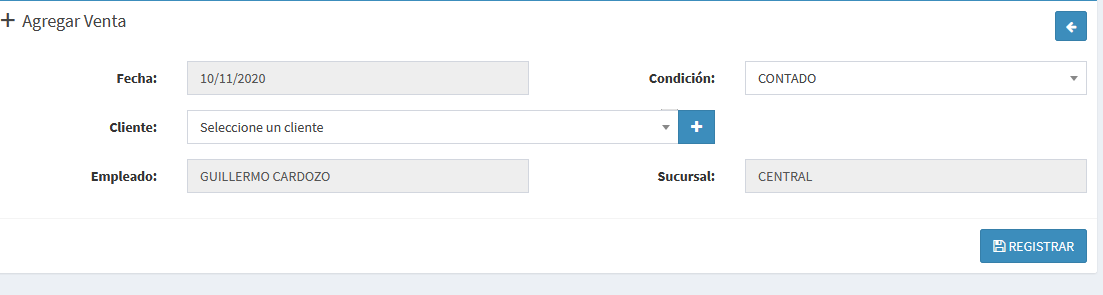 + Agregar Venta
Fecha: 10/11/2020 Condición: CONTADO
Cliente: Seleccione un cliente +
Empleado: GUILLERMO CARDOZO Sucursal: CENTRAL
REGISTRAR